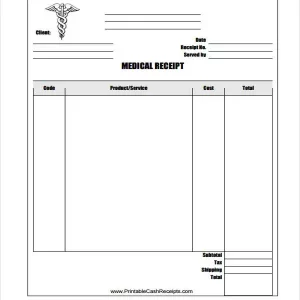 Client:
Date
Receipt No.
Served by
MEDICAL RECEIPT
Code Product/Service Cost Total
Subtotal
Tax
Shipping
Total
www.PrintableCashReceipts.com